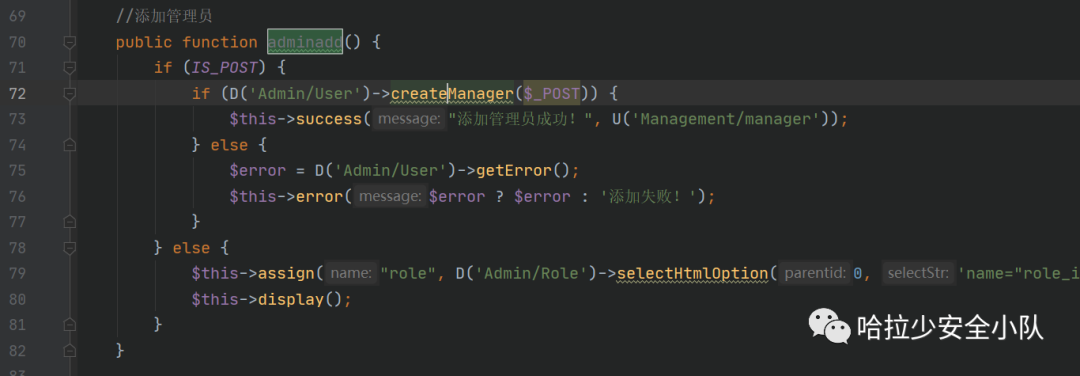 69 //添加管理员
70 public function adminadd() {
71 if (IS_POST) {
72 if (D('Admin/User')->createManager($_POST)) {
73 $this->success( message: "添加管理员成功！", U('Management/manager'));
74 } else {
75 $error = D('Admin/User')->getError();
76 $this->error( message: $error ? $error : '添加失败！');
77 }
78 } else {
79 $this->assign( name: "role", D('Admin/Role')->selectHtmlOption( parentid: 0, selectStr: 'name="role_i
80 $this->display();
81 }
82 }
83
哈拉少安全小队